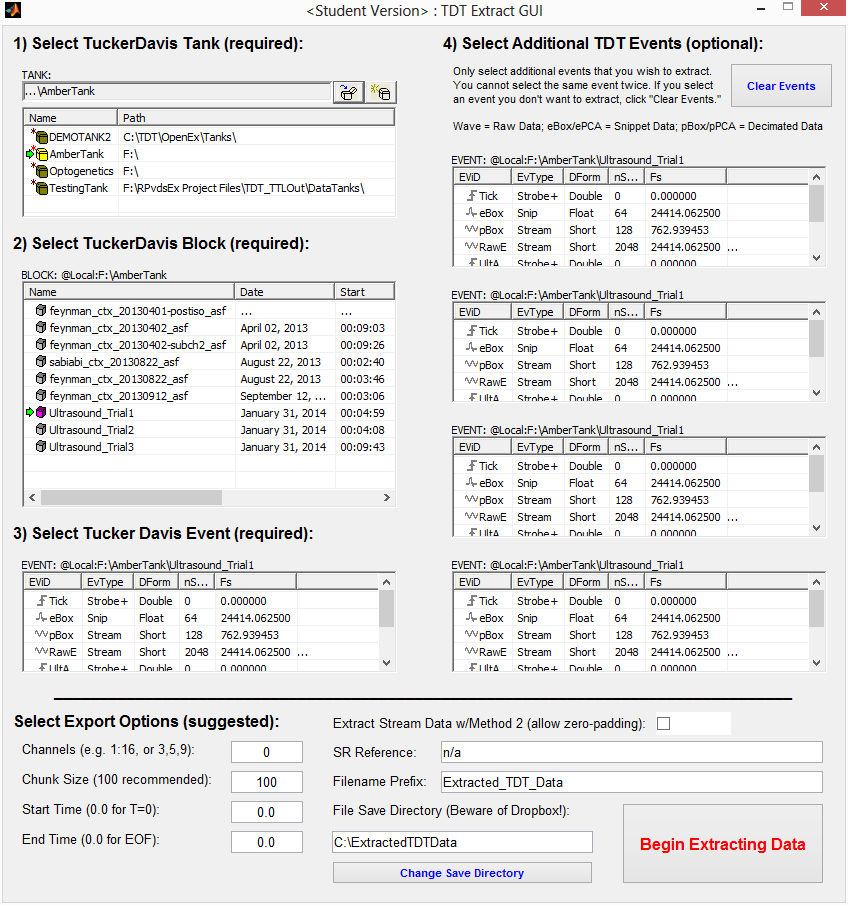 <Student Version> : TDT Extract GUI
1) Select TuckerDavis Tank (required):
TANK:
...\AmberTank
Name Path
DEMOTANK2 C:\TDT\OpenEx\Tanks\
AmberTank F:\
Optogenetics F:\
TestingTank F:\RPvdsEx Project Files\TDT_TTLOut\DataTanks\
2) Select TuckerDavis Block (required):
BLOCK: @Local:F:\AmberTank
Name Date Start
feynman_ctx_20130401-postiso_asf ... ...
feynman_ctx_20130402_asf April 02, 2013 00:09:03
feynman_ctx_20130402-subch2_asf April 02, 2013 00:09:26
sabiabi_ctx_20130822_asf August 22, 2013 00:02:40
feynman_ctx_20130822_asf August 22, 2013 00:03:46
feynman_ctx_20130912_asf September 12, ... 00:03:06
Ultrasound_Trial1 January 31, 2014 00:04:59
Ultrasound_Trial2 January 31, 2014 00:04:08
Ultrasound_Trial3 January 31, 2014 00:09:43
3) Select Tucker Davis Event (required):
EVENT: @Local:F:\AmberTank\Ultrasound_Trial1
EViD EvType DForm nS... Fs
Tick Strobe+ Double 0 0.000000
eBox Snip Float 64 24414.062500
pBox Stream Short 128 762.939453
RawE Stream Short 2048 24414.062500 ...
UltA Strobe+ Double 0 0.000000
4) Select Additional TDT Events (optional):
Only select additional events that you wish to extract.
You cannot select the same event twice. If you select
an event you don't want to extract, click "Clear Events."
Clear Events
Wave = Raw Data; eBox/ePCA = Snippet Data; pBox/pPCA = Decimated Data
EVENT: @Local:F:\AmberTank\Ultrasound_Trial1
EViD EvType DForm nS... Fs
Tick Strobe+ Double 0 0.000000
eBox Snip Float 64 24414.062500
pBox Stream Short 128 762.939453
RawE Stream Short 2048 24414.062500 ...
UltA Strobe+ Double 0 0.000000
EVENT: @Local:F:\AmberTank\Ultrasound_Trial1
EViD EvType DForm nS... Fs
Tick Strobe+ Double 0 0.000000
eBox Snip Float 64 24414.062500
pBox Stream Short 128 762.939453
RawE Stream Short 2048 24414.062500 ...
UltA Strobe+ Double 0 0.000000
EVENT: @Local:F:\AmberTank\Ultrasound_Trial1
EViD EvType DForm nS... Fs
Tick Strobe+ Double 0 0.000000
eBox Snip Float 64 24414.062500
pBox Stream Short 128 762.939453
RawE Stream Short 2048 24414.062500 ...
UltA Strobe+ Double 0 0.000000
EVENT: @Local:F:\AmberTank\Ultrasound_Trial1
EViD EvType DForm nS... Fs
Tick Strobe+ Double 0 0.000000
eBox Snip Float 64 24414.062500
pBox Stream Short 128 762.939453
RawE Stream Short 2048 24414.062500 ...
UltA Strobe+ Double 0 0.000000
Select Export Options (suggested):
Channels (e.g. 1:16, or 3,5,9): 0
Chunk Size (100 recommended): 100
Start Time (0.0 for T=0): 0.0
End Time (0.0 for EOF): 0.0
Extract Stream Data w/Method 2 (allow zero-padding):
SR Reference: n/a
Filename Prefix: Extracted_TDT_Data
File Save Directory (Beware of Dropbox!):
C:\ExtractedTDTData
Change Save Directory
Begin Extracting Data